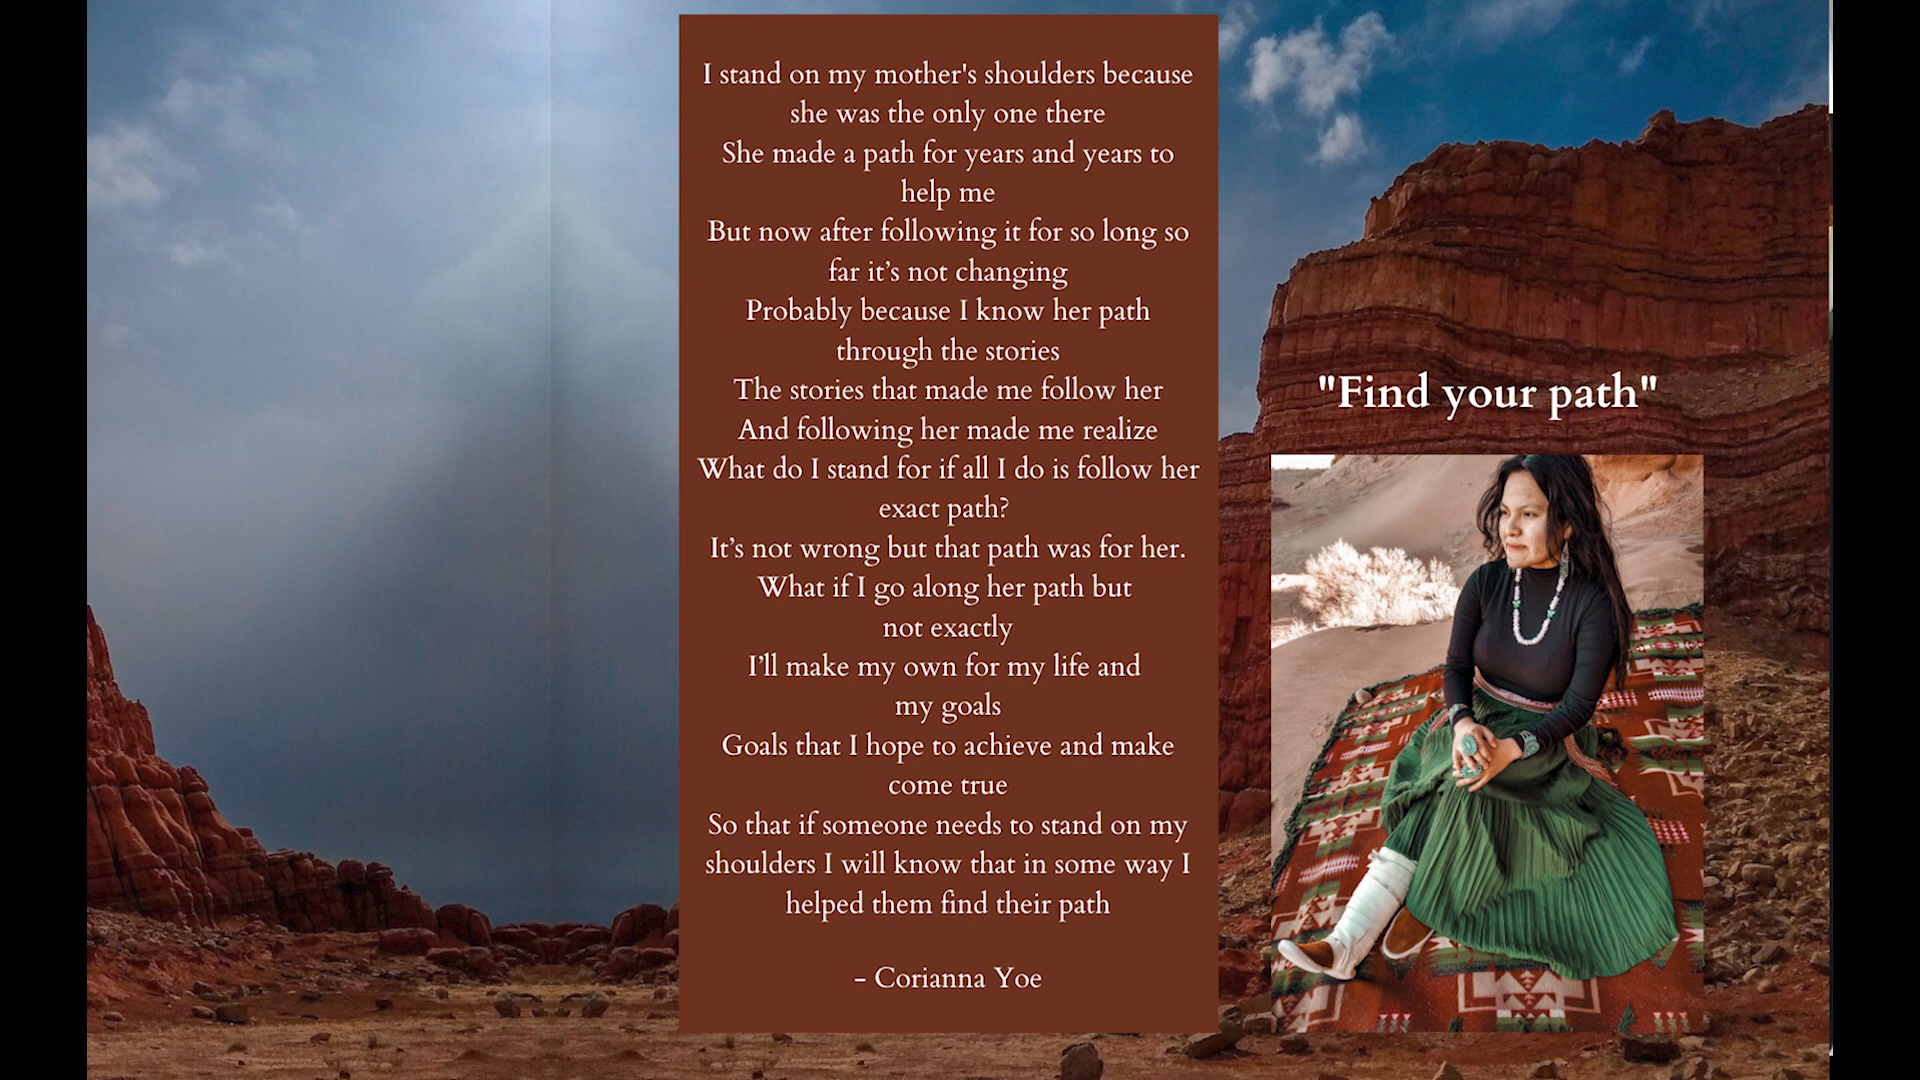 I stand on my mother's shoulders because
she was the only one there
She made a path for years and years to
help me
But now after following it for so long so
far it’s not changing
Probably because I know her path
through the stories
The stories that made me follow her
And following her made me realize
What do I stand for if all I do is follow her
exact path?
It’s not wrong but that path was for her.
What if I go along her path but
not exactly
I’ll make my own for my life and
my goals
Goals that I hope to achieve and make
come true
So that if someone needs to stand on my
shoulders I will know that in some way I
helped them find their path
- Corianna Yoe
"Find your path"